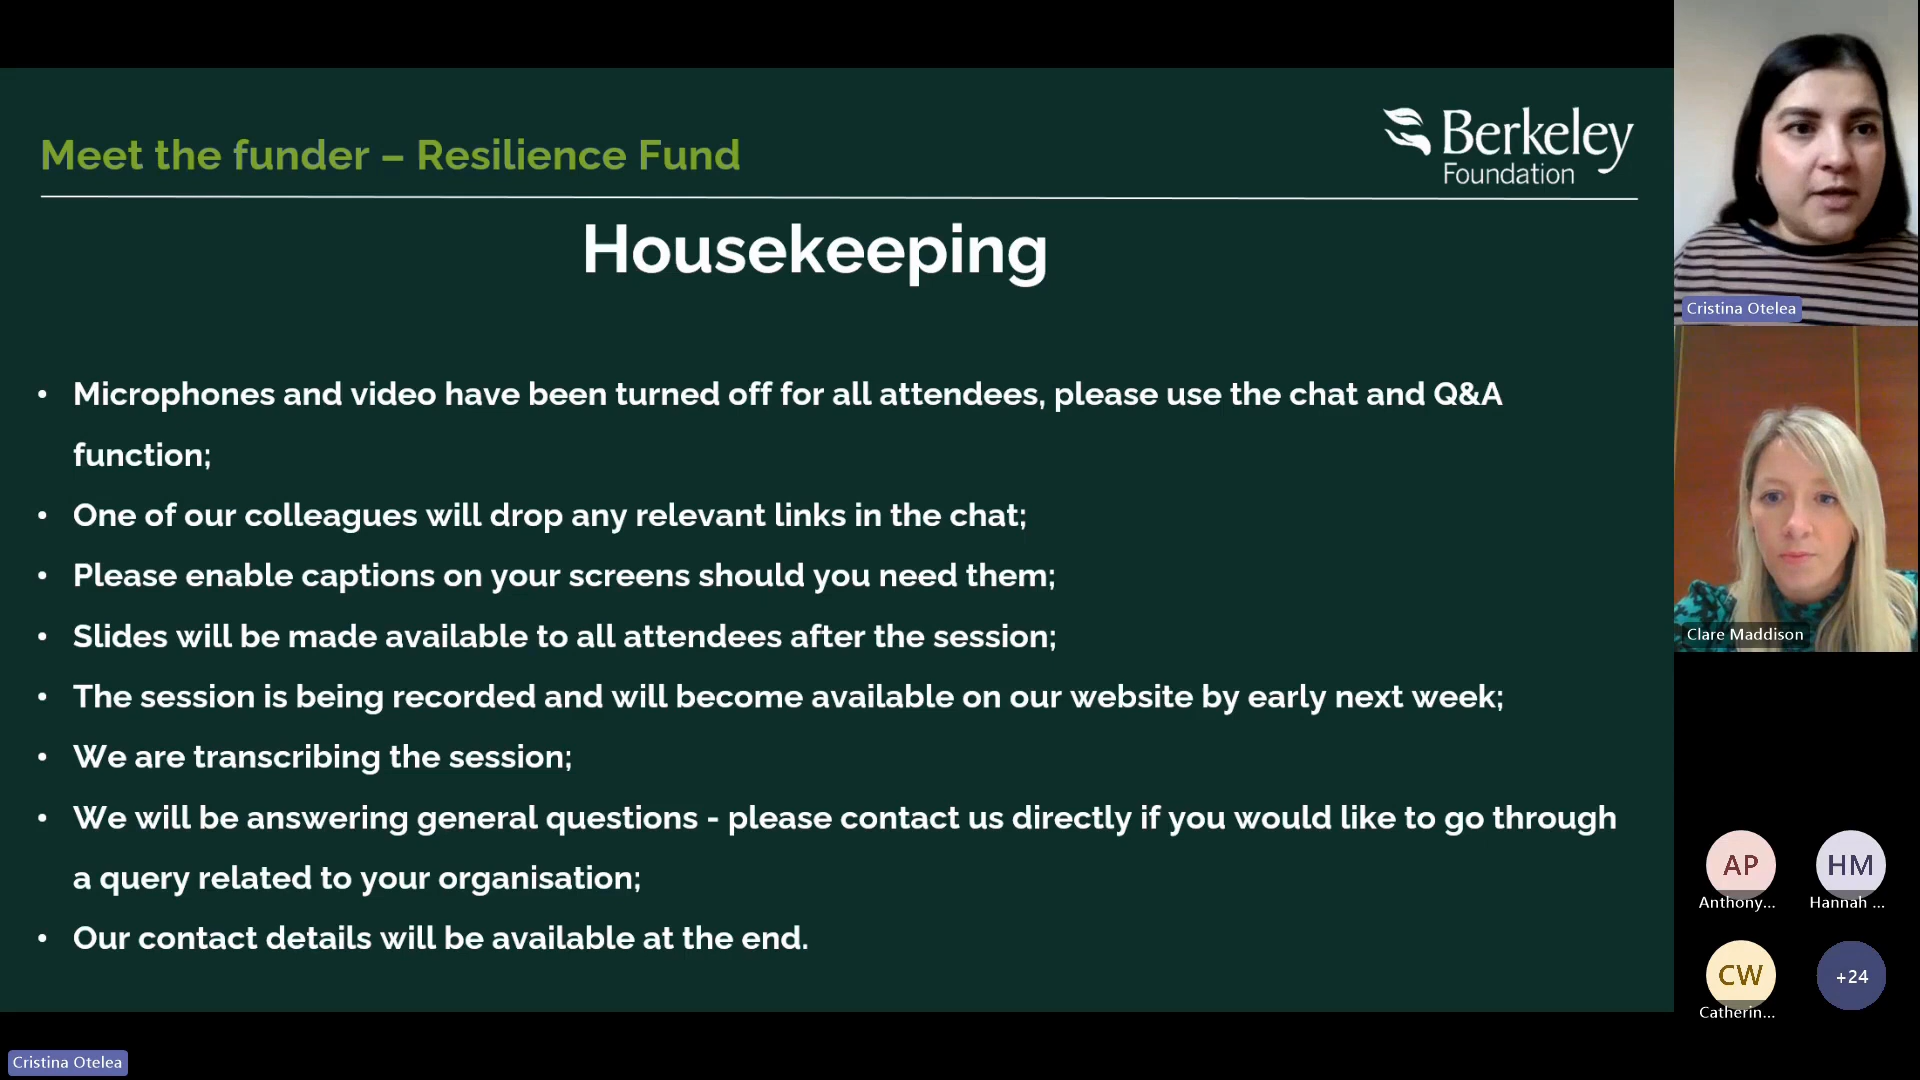 Meet the funder – Resilience Fund
Berkeley
Foundation
Housekeeping
• Microphones and video have been turned off for all attendees, please use the chat and Q&A
function;
• One of our colleagues will drop any relevant links in the chat;
• Please enable captions on your screens should you need them;
• Slides will be made available to all attendees after the session;
• The session is being recorded and will become available on our website by early next week;
• We are transcribing the session;
• We will be answering general questions - please contact us directly if you would like to go through
a query related to your organisation;
• Our contact details will be available at the end.
Cristina Otelea
Clare Maddison
AP
Anthony...
HM
Hannah ...
CW
Catherin...
+24
Cristina Otelea